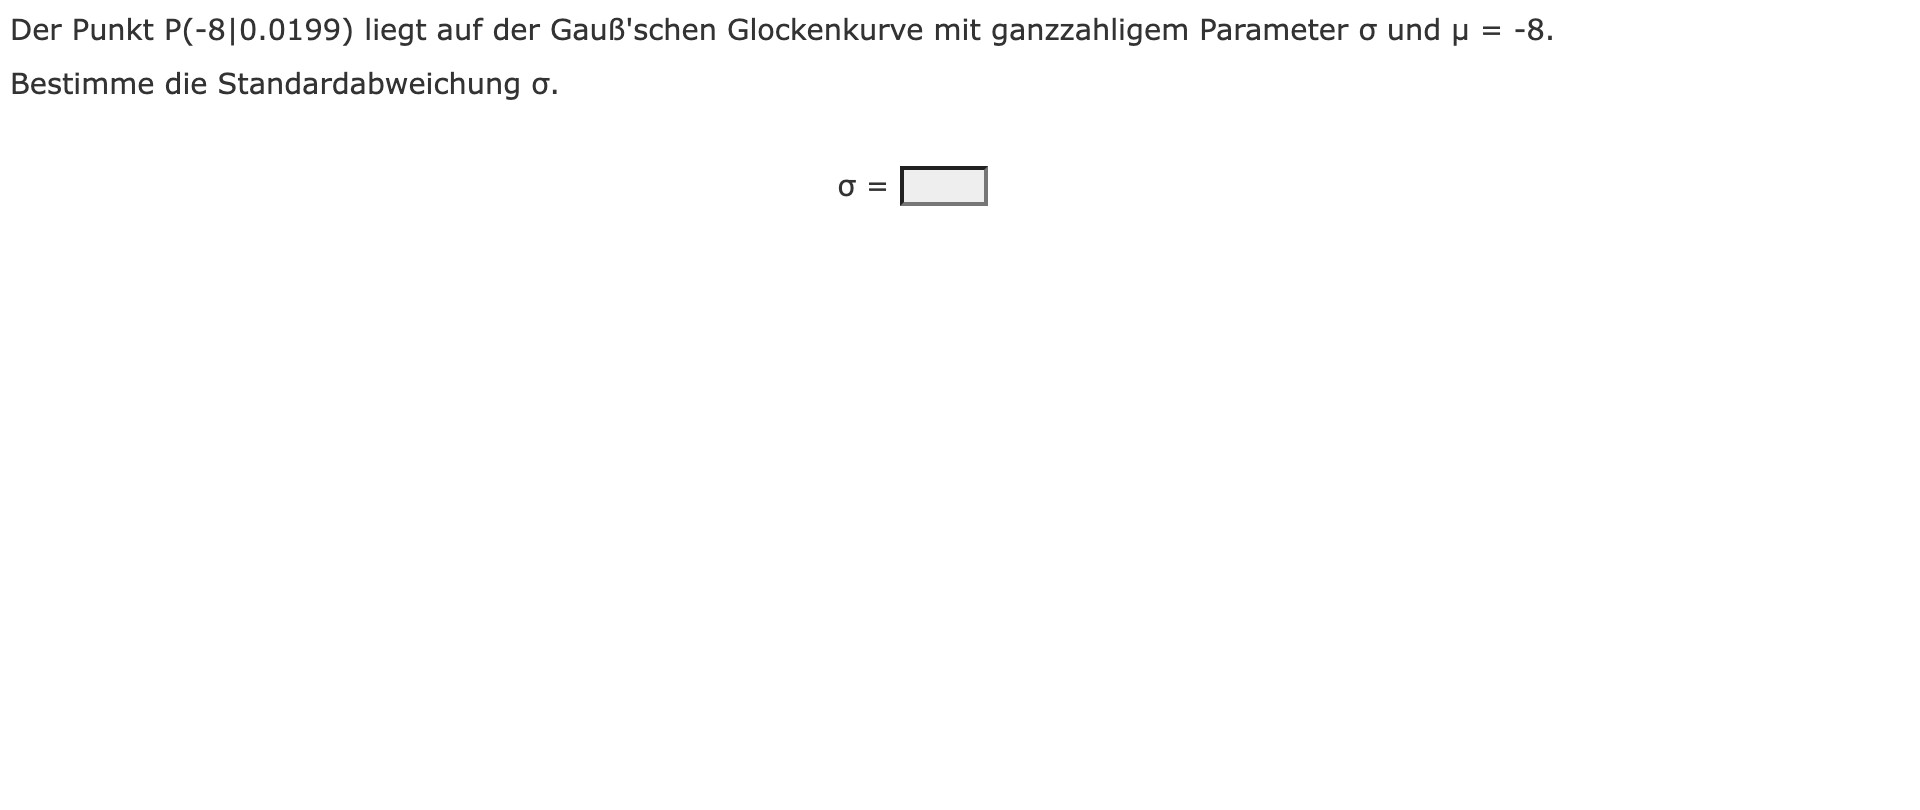 Der Punkt P(-8|0.0199) liegt auf der Gauß'schen Glockenkurve mit ganzzahligem Parameter σ und μ = -8.
Bestimme die Standardabweichung σ.
σ =